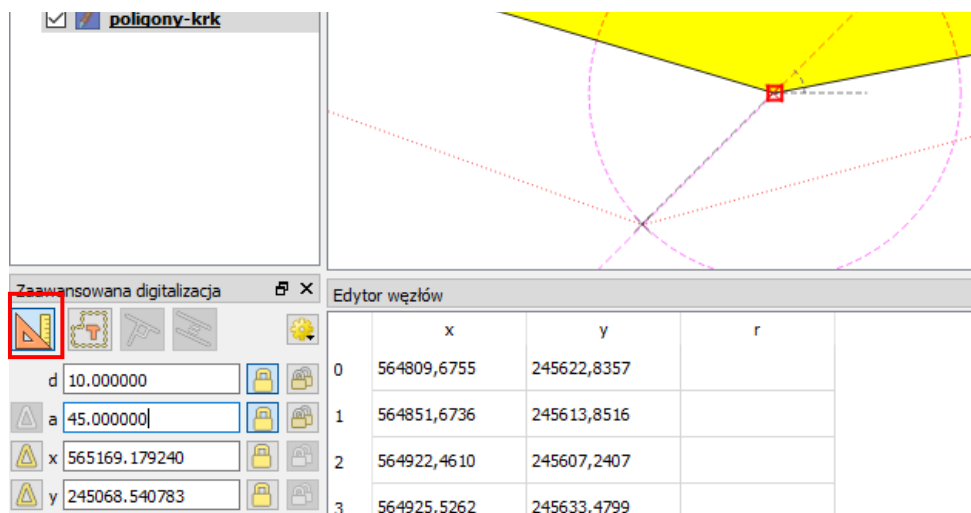 poligony-krk
Zaawansowana digitalizacja
Edytor węzłów
x y r
d 10.000000
a 45.000000
x 565169.179240
y 245068.540783
0 564809,6755 245622,8357
1 564851,6736 245613,8516
2 564922,4610 245607,2407
3 564925,5262 245633,4799